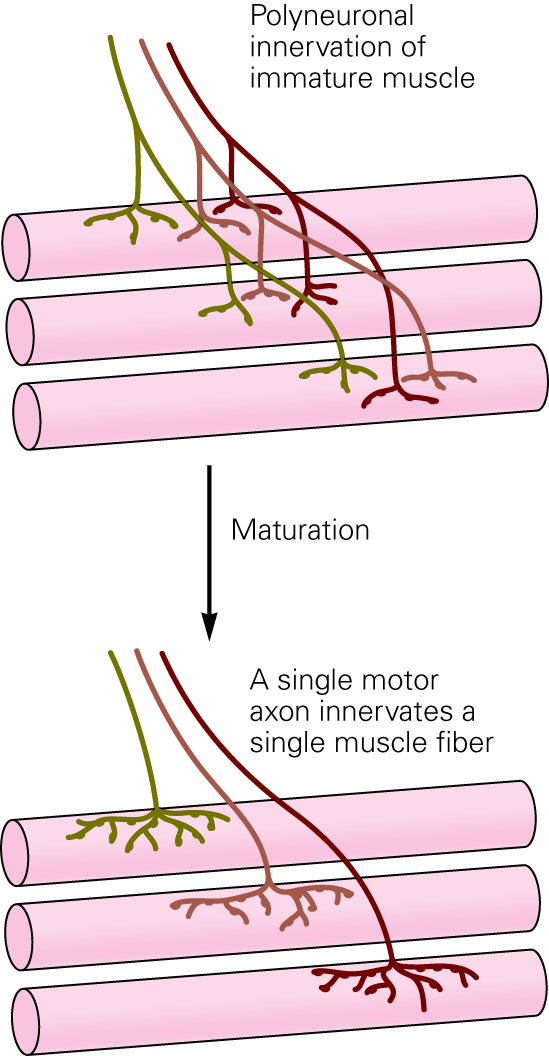 Polyneuronal
innervation of
immature muscle
Maturation
A single motor
axon innervates a
single muscle fiber